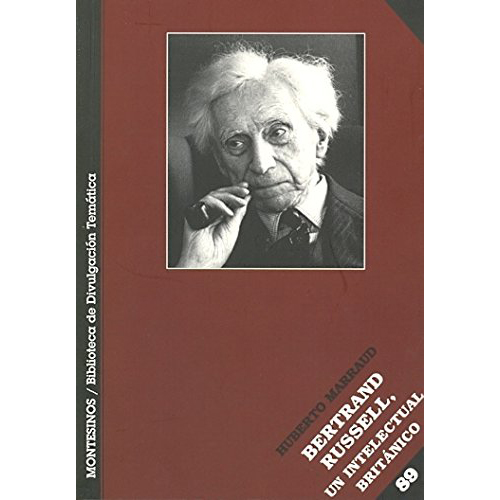 MONTESINOS / Biblioteca de Divulgación Temática
HUBERTO MARRAUD
BERTRAND
RUSSELL,
UN INTELECTUAL
BRITÁNICO
89